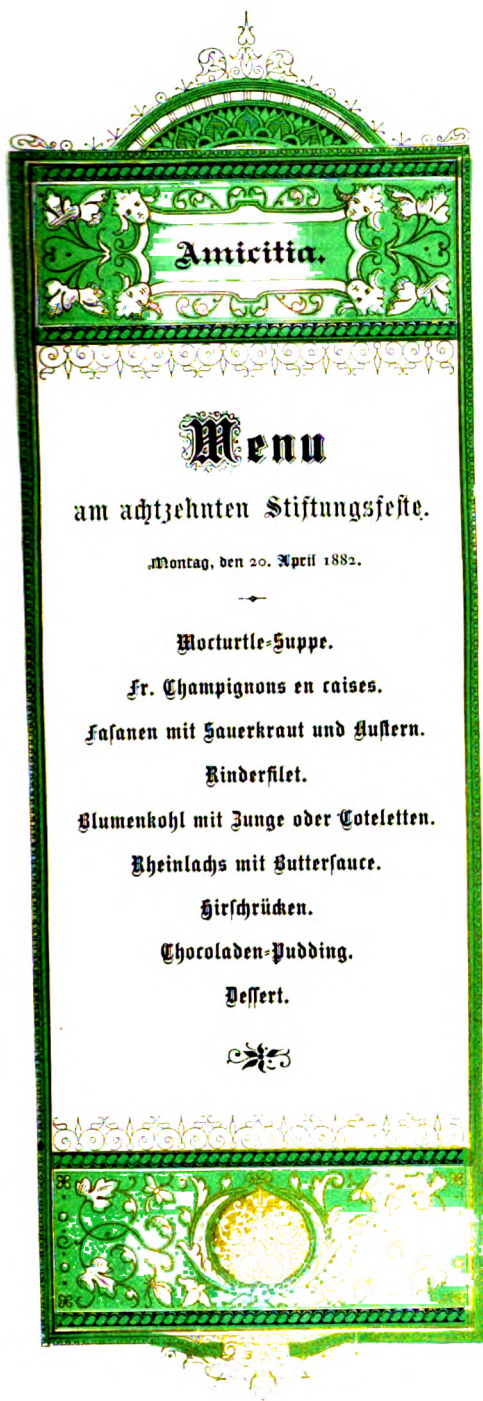 Amicitia.
Menu
am achtzehnten Stiftungsfeste.
Montag, den 20. April 1882.
Mocturtle-Suppe.
Fr. Champignons en caises.
Fasanen mit Sauerkraut und Austern.
Rinderfilet.
Blumenkohl mit Zunge oder Coteletten.
Rheinlachs mit Buttersauce.
Hirschrücken.
Chocoladen-Pudding.
Dessert.